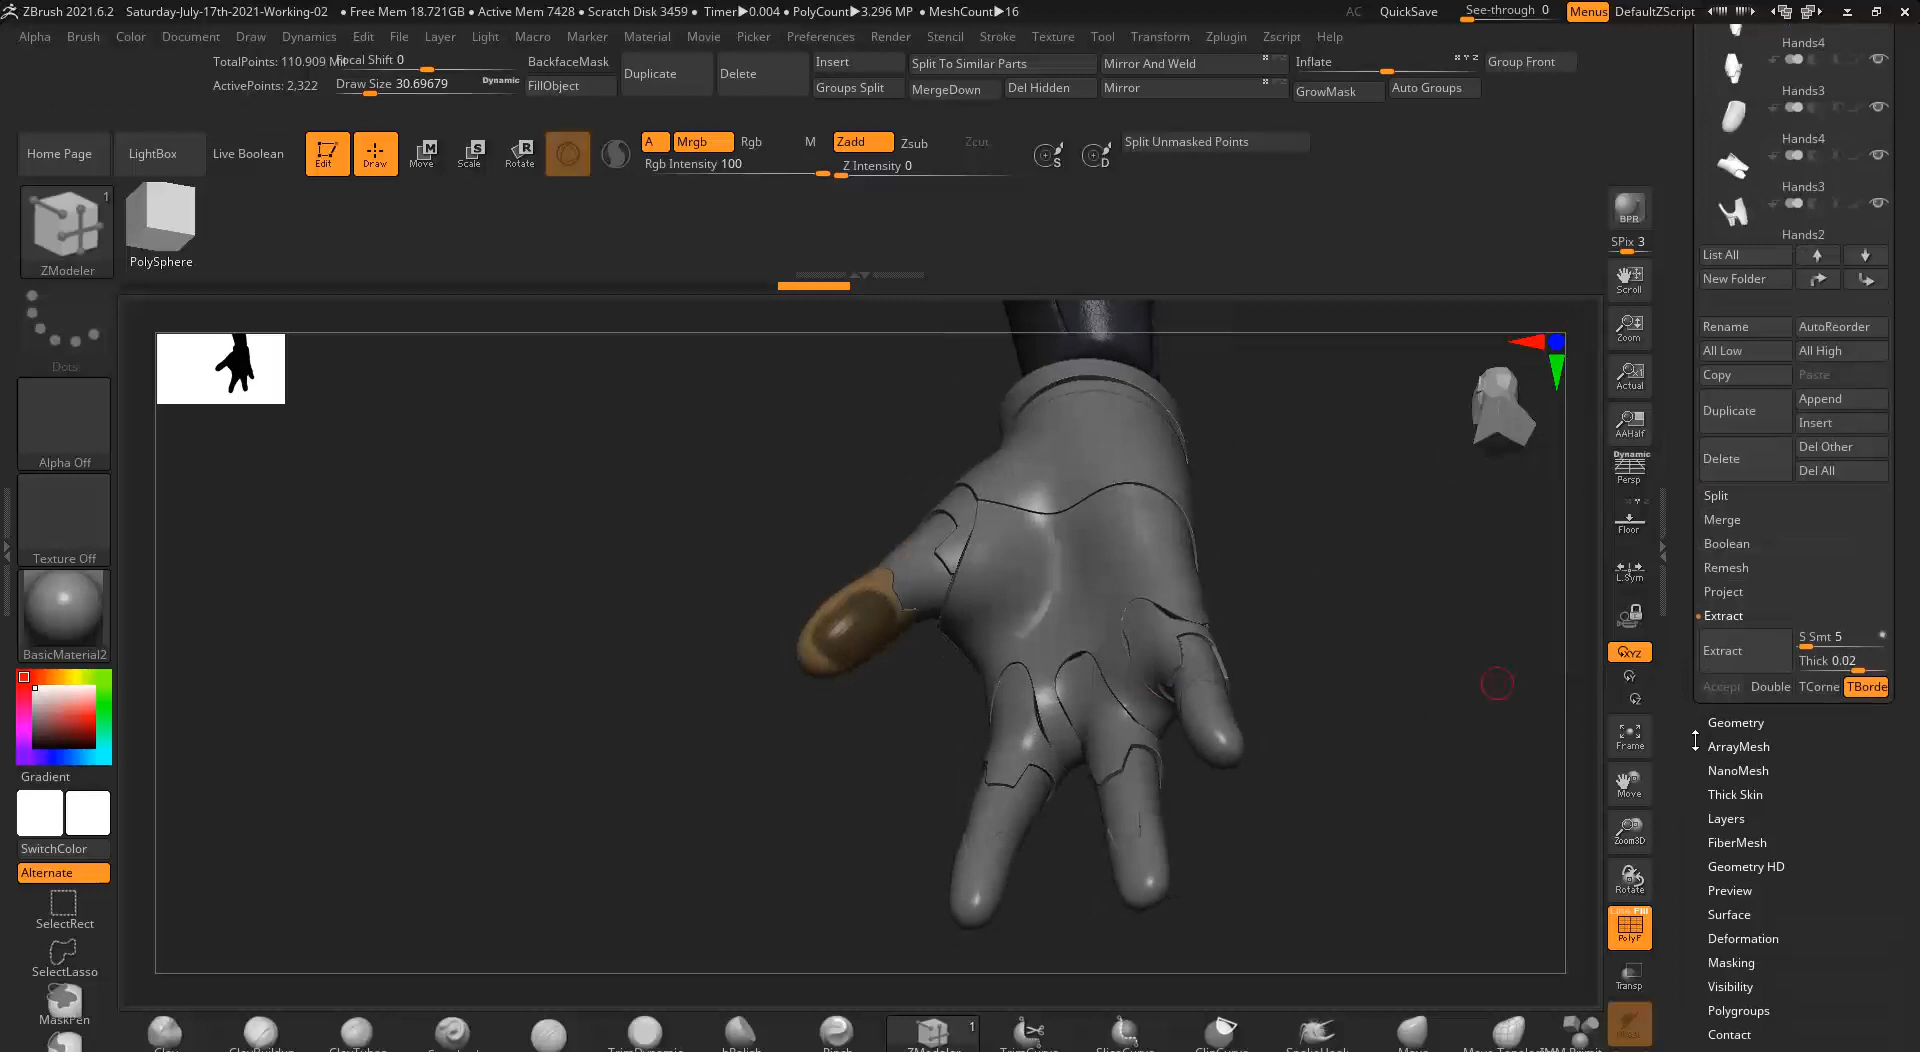 ZBrush 2021.6.2 Saturday-July-17th-2021-Working-02 ● Free Mem 18.721GB ● Active Mem 7428 ● Scratch Disk 3459 ● Timer▶0.004 ● PolyCount▶3.296 MP ● MeshCount▶16 AC QuickSave See-through 0 Menus DefaultZScript
Alpha Brush Color Document Draw Dynamics Edit File Layer Light Macro Marker Material Movie Picker Preferences Render Stencil Stroke Texture Tool Transform Zplugin Zscript Help
TotalPoints: 110.909 Mil Focal Shift 0 BackfaceMask Duplicate Delete Insert Split To Similar Parts Mirror And Weld Inflate Group Front
ActivePoints: 2,322 Draw Size 30.69679 Dynamic FillObject Groups Split MergeDown Del Hidden Mirror GrowMask Auto Groups
Home Page LightBox Live Boolean Edit Draw Move Scale Rotate A Mrgb Rgb M Zadd Zsub Zcut Split Unmasked Points
Rgb Intensity 100 Z Intensity 0
M S R S D
1
ZModeler
PolySphere
Dots
Alpha Off
Texture Off
BasicMaterial2
Gradient
SwitchColor
Alternate
SelectRect
SelectLasso
MaskPen
BPR
SPix 3
Scroll
Zoom
Actual
AAHalf
Dynamic
Persp
Floor
L.Sym
XYZ
Y
Z
Frame
Move
Zoom3D
Rotate
Line Fill
PolyF
Transp
Hands4
Hands3
Hands4
Hands3
Hands2
List All
New Folder
Rename AutoReorder
All Low All High
Copy Paste
Duplicate Append
Insert
Delete Del Other
Del All
Split
Merge
Boolean
Remesh
Project
Extract
Extract S Smt 5
Thick 0.02
Accept Double TCorne TBorde
Geometry
ArrayMesh
NanoMesh
Thick Skin
Layers
FiberMesh
Geometry HD
Preview
Surface
Deformation
Masking
Visibility
Polygroups
Contact
1